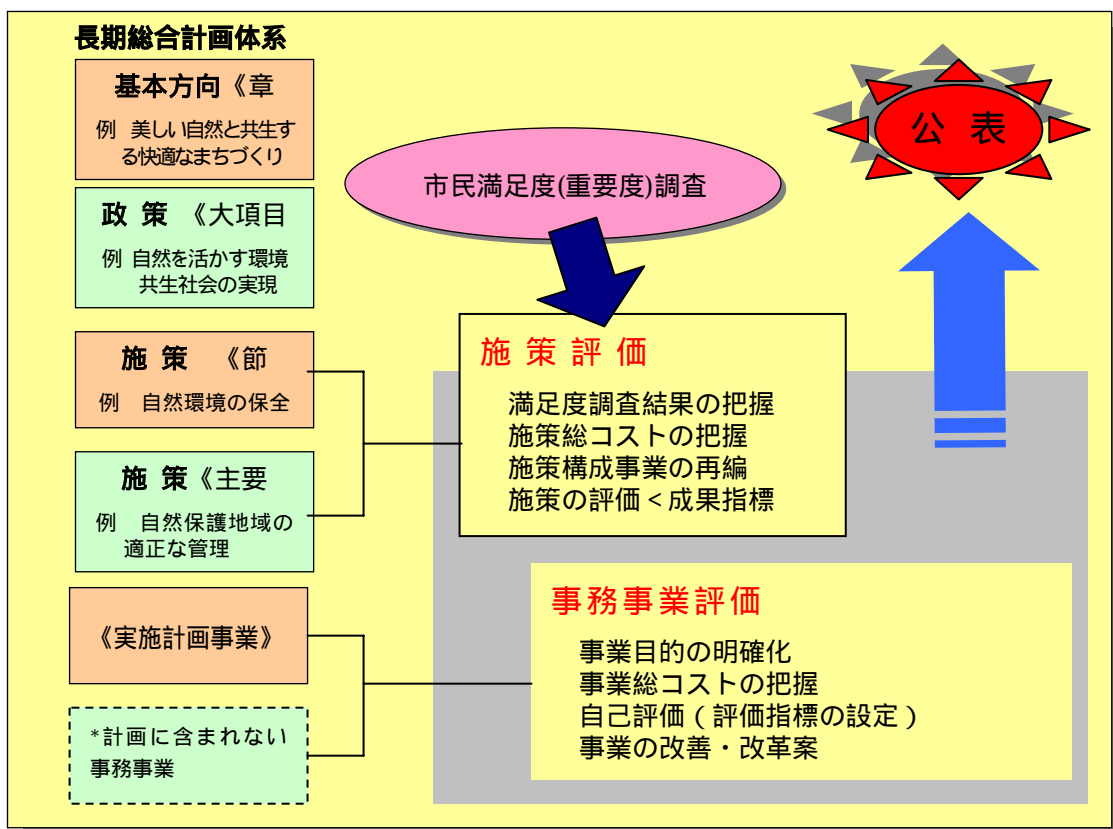 長期総合計画体系
基本方向《章
例 美しい自然と共生す
る快適なまちづくり
政 策 《大項目
例 自然を活かす環境
共生社会の実現
施 策 《節
例 自然環境の保全
施 策《主要
例 自然保護地域の
適正な管理
《実施計画事業》
*計画に含まれない
事務事業
市民満足度(重要度)調査
公 表
施策評価
満足度調査結果の把握
施策総コストの把握
施策構成事業の再編
施策の評価<成果指標
事務事業評価
事業目的の明確化
事業総コストの把握
自己評価(評価指標の設定)
事業の改善・改革案